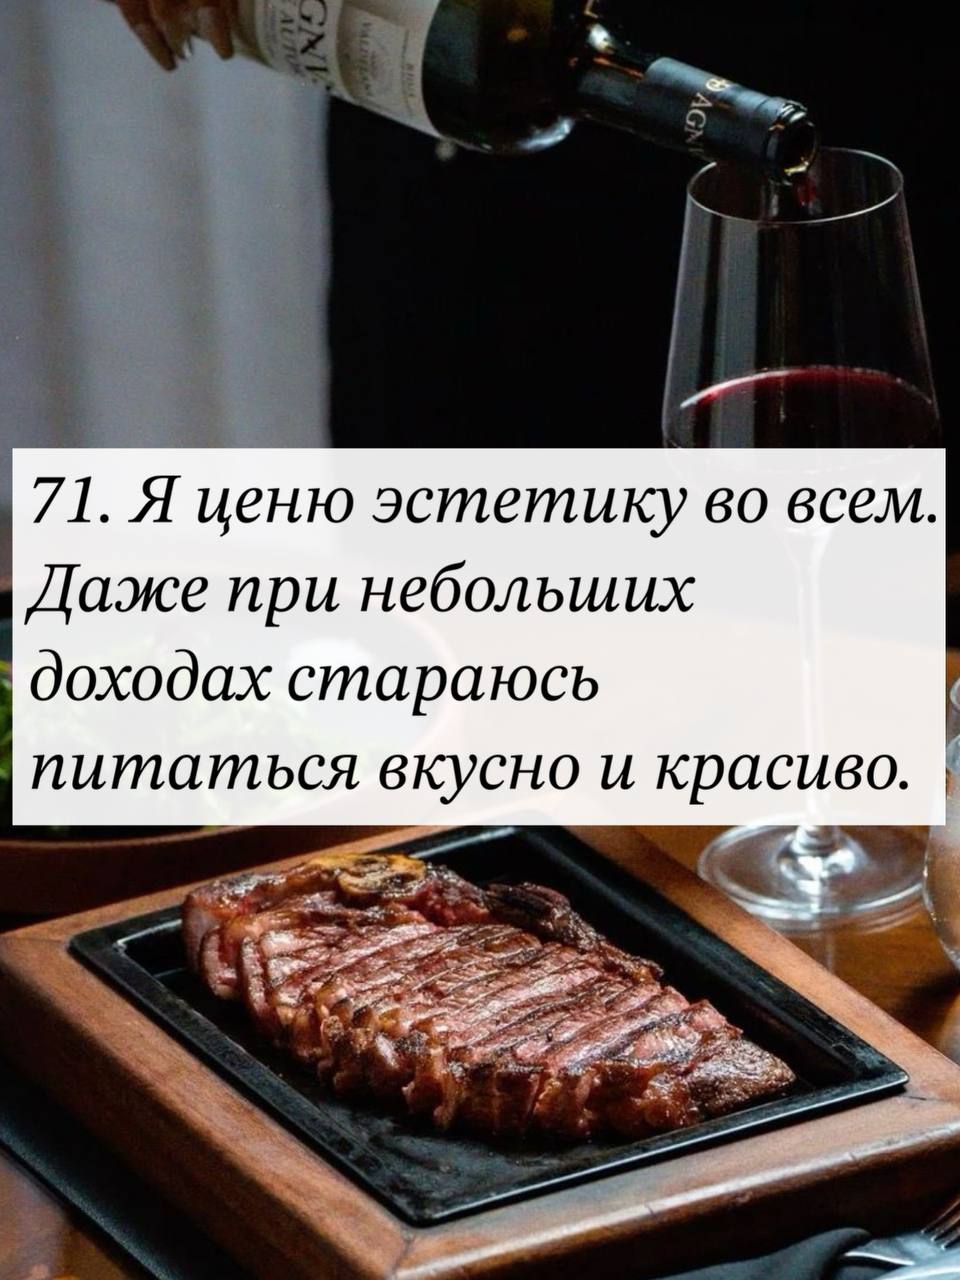 71. Я ценю эстетику во всем.
Даже при небольших
доходах стараюсь
питаться вкусно и красиво.